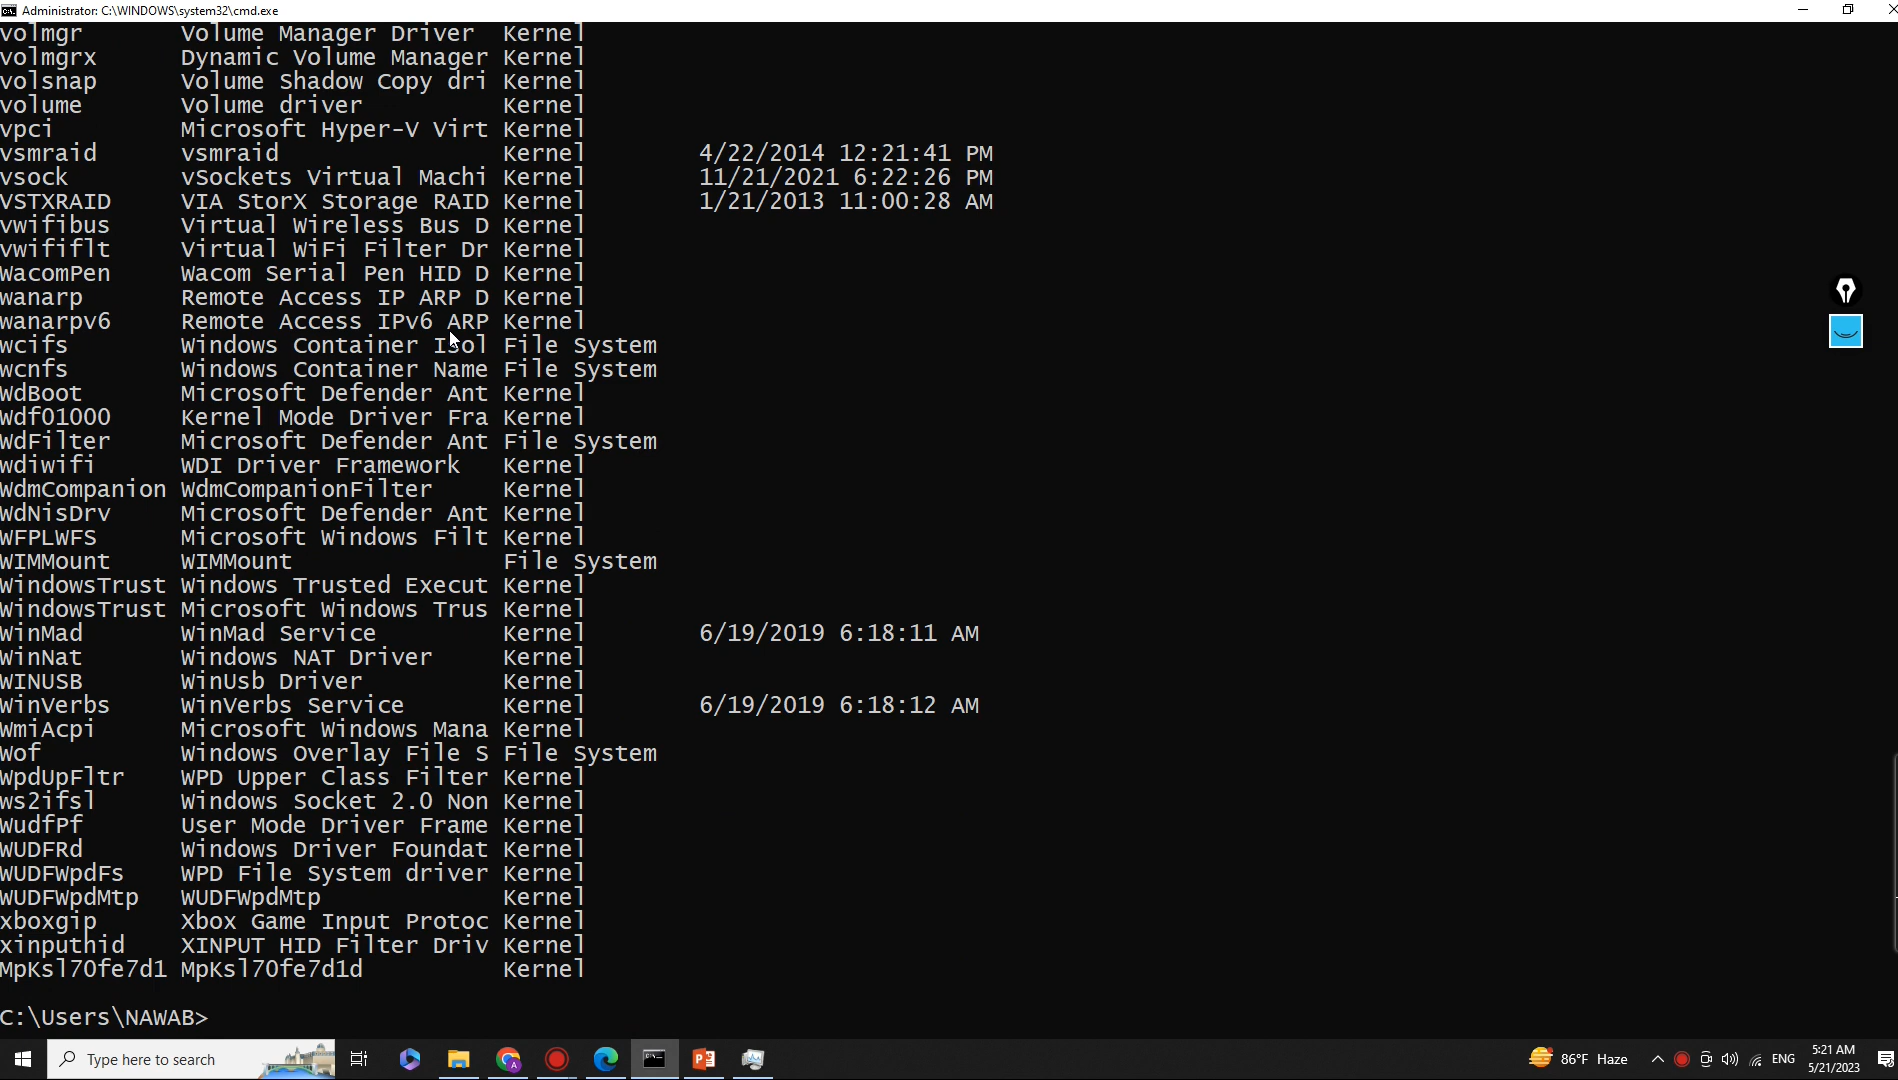 Administrator: C:\WINDOWS\system32\cmd.exe
volmgr Volume Manager Driver Kernel
volmgrx Dynamic Volume Manager Kernel
volsnap Volume Shadow Copy dri Kernel
volume Volume driver Kernel
vpci Microsoft Hyper-V Virt Kernel
vsmraid vsmraid Kernel 4/22/2014 12:21:41 PM
vsock vSockets Virtual Machi Kernel 11/21/2021 6:22:26 PM
VSTXRAID VIA StorX Storage RAID Kernel 1/21/2013 11:00:28 AM
vwifibus Virtual Wireless Bus D Kernel
vwififlt Virtual WiFi Filter Dr Kernel
WacomPen Wacom Serial Pen HID D Kernel
wanarp Remote Access IP ARP D Kernel
wanarpv6 Remote Access IPv6 ARP Kernel
wcifs Windows Container Isol File System
wcnfs Windows Container Name File System
WdBoot Microsoft Defender Ant Kernel
Wdf01000 Kernel Mode Driver Fra Kernel
WdFilter Microsoft Defender Ant File System
wdiwifi WDI Driver Framework Kernel
WdmCompanion WdmCompanionFilter Kernel
WdNisDrv Microsoft Defender Ant Kernel
WFPLWFS Microsoft Windows Filt Kernel
WIMMount WIMMount File System
WindowsTrust Windows Trusted Execut Kernel
WindowsTrust Microsoft Windows Trus Kernel
WinMad WinMad Service Kernel 6/19/2019 6:18:11 AM
WinNat Windows NAT Driver Kernel
WINUSB WinUsb Driver Kernel
WinVerbs WinVerbs Service Kernel 6/19/2019 6:18:12 AM
WmiAcpi Microsoft Windows Mana Kernel
Wof Windows Overlay File S File System
WpdUpFltr WPD Upper Class Filter Kernel
ws2ifsl Windows Socket 2.0 Non Kernel
WudfPf User Mode Driver Frame Kernel
WUDFRd Windows Driver Foundat Kernel
WUDFWpdFs WPD File System driver Kernel
WUDFWpdMtp WUDFWpdMtp Kernel
xboxgip Xbox Game Input Protoc Kernel
xinputhid XINPUT HID Filter Driv Kernel
MpKsl70fe7d1 MpKsl70fe7d1d Kernel
C:\Users\NAWAB>
Type here to search
86°F Haze
ENG
5:21 AM
5/21/2023